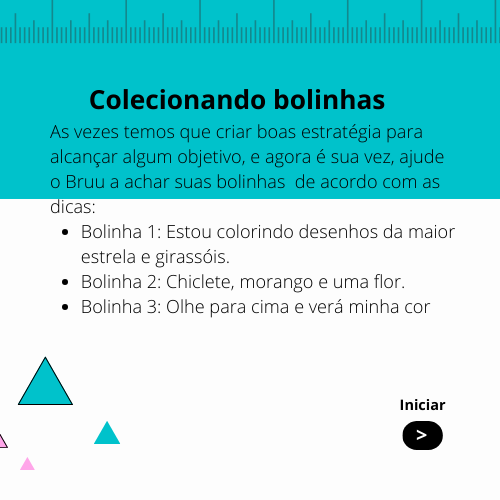 Colecionando bolinhas
As vezes temos que criar boas estratégia para
alcançar algum objetivo, e agora é sua vez, ajude
o Bruu a achar suas bolinhas  de acordo com as
dicas:
• Bolinha 1: Estou colorindo desenhos da maior
estrela e girassóis.
• Bolinha 2: Chiclete, morango e uma flor.
• Bolinha 3: Olhe para cima e verá minha cor
Iniciar
>